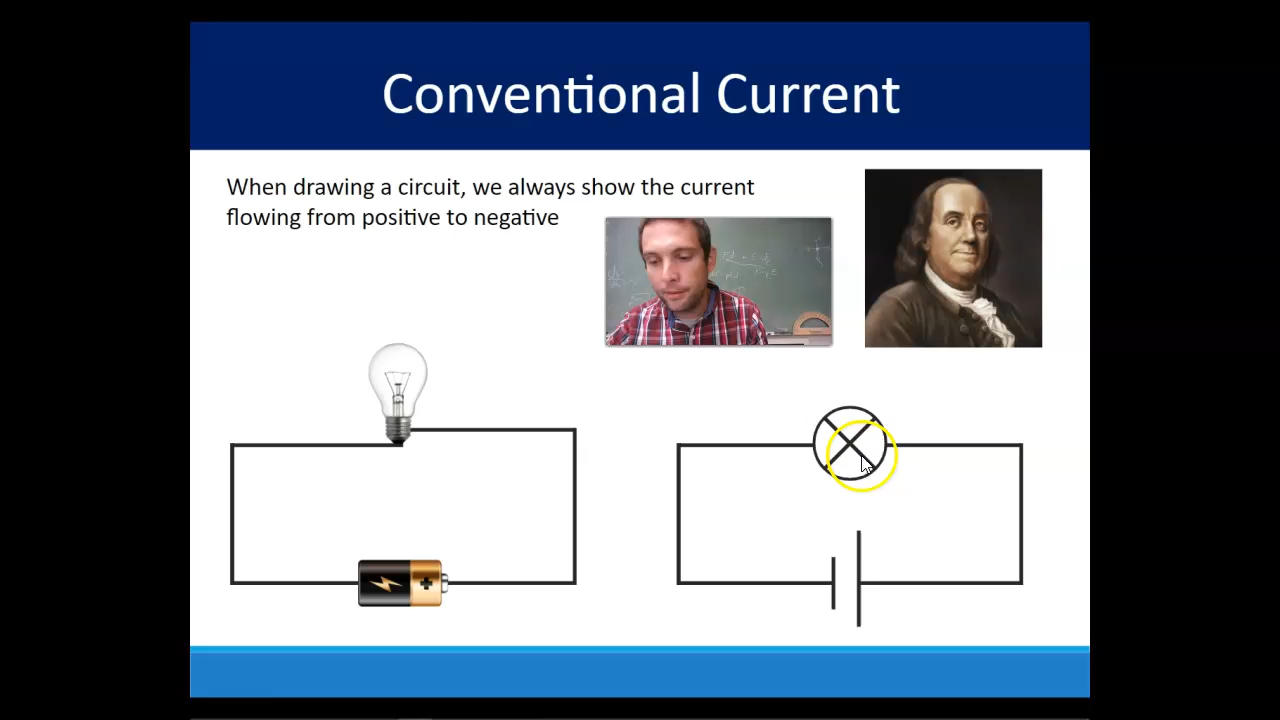 Conventional Current
When drawing a circuit, we always show the current
flowing from positive to negative